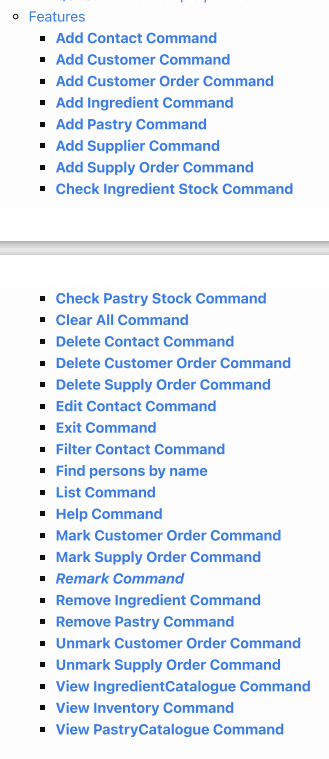 Features
Add Contact Command
Add Customer Command
Add Customer Order Command
Add Ingredient Command
Add Pastry Command
Add Supplier Command
Add Supply Order Command
Check Ingredient Stock Command
Check Pastry Stock Command
Clear All Command
Delete Contact Command
Delete Customer Order Command
Delete Supply Order Command
Edit Contact Command
Exit Command
Filter Contact Command
Find persons by name
List Command
Help Command
Mark Customer Order Command
Mark Supply Order Command
Remark Command
Remove Ingredient Command
Remove Pastry Command
Unmark Customer Order Command
Unmark Supply Order Command
View IngredientCatalogue Command
View Inventory Command
View PastryCatalogue Command